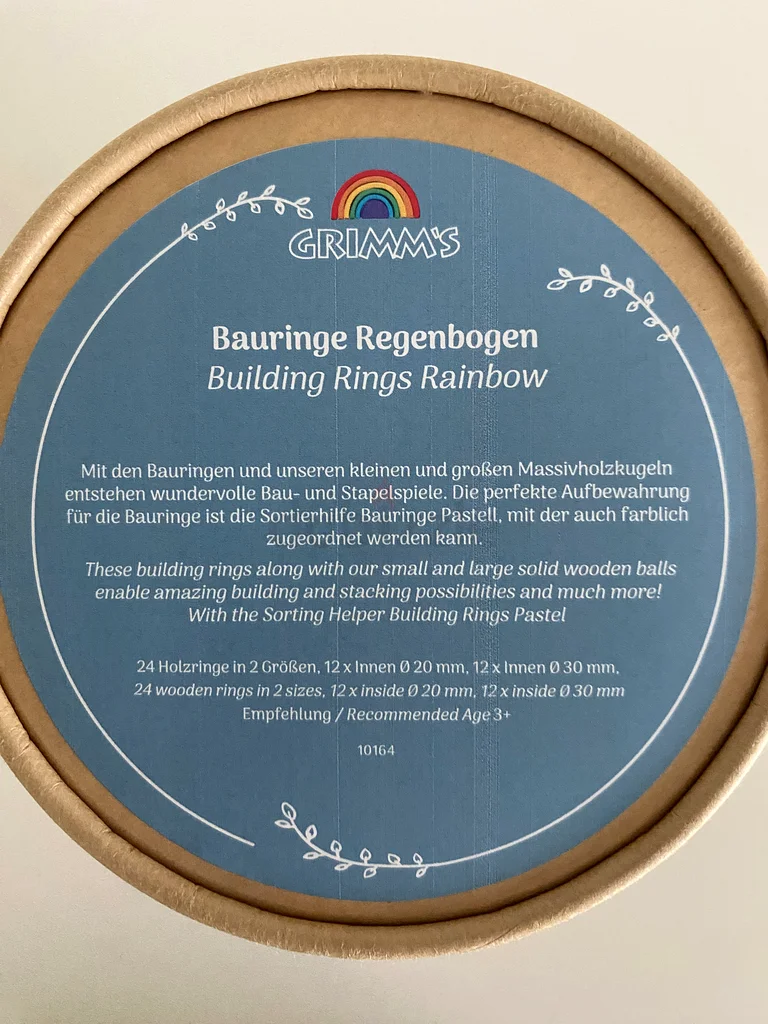 GRIMM'S
Bauringe Regenbogen
Building Rings Rainbow
Mit den Bauringen und unseren kleinen und großen Massivholzkugeln
entstehen wundervolle Bau- und Stapelspiele. Die perfekte Aufbewahrung
für die Bauringe ist die Sortierhilfe Bauringe Pastell, mit der auch farblich
zugeordnet werden kann.
These building rings along with our small and large solid wooden balls
enable amazing building and stacking possibilities and much more!
With the Sorting Helper Building Rings Pastel
24 Holzringe in 2 Größen, 12 x Innen Ø 20 mm, 12 x Innen Ø 30 mm,
24 wooden rings in 2 sizes, 12 x inside Ø 20 mm, 12 x inside Ø 30 mm
Empfehlung / Recommended Age 3+
10164